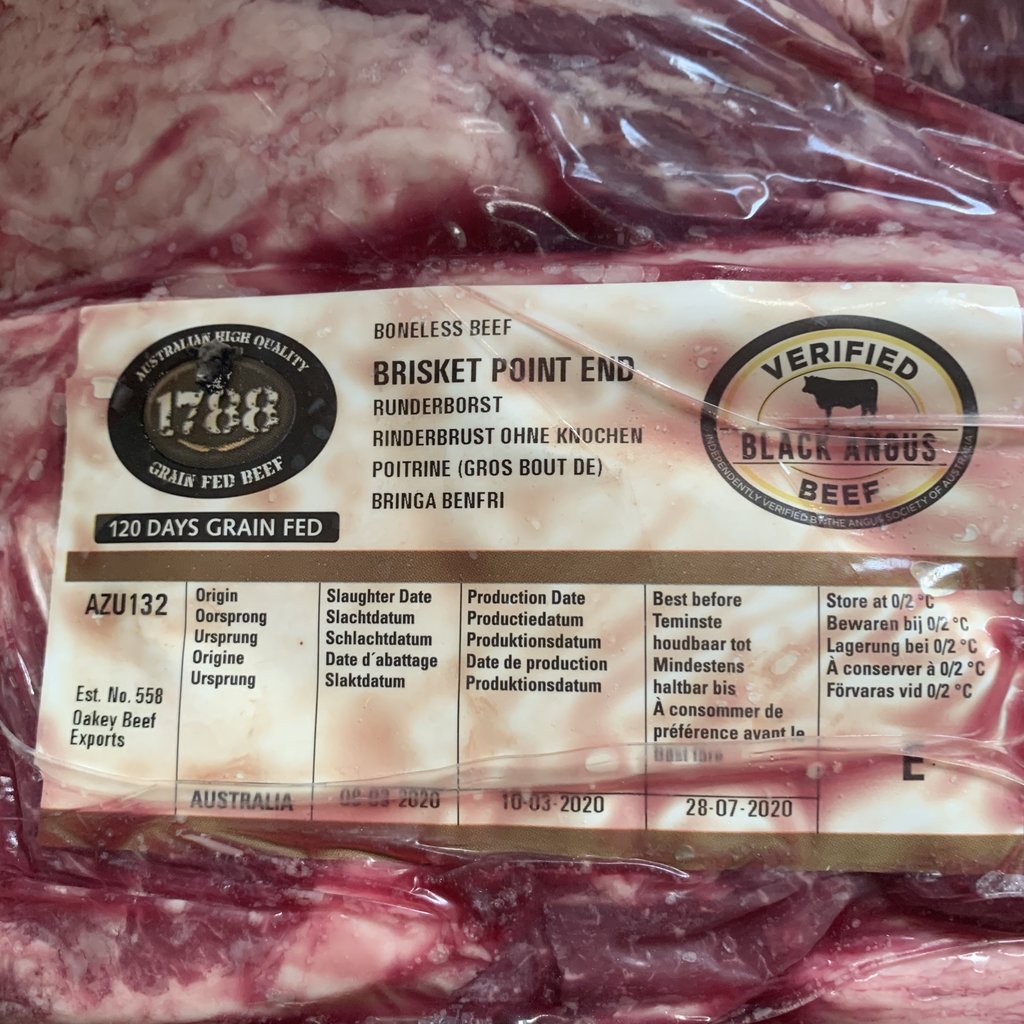 AUSTRALIAN HIGH QUALITY
1788
GRAIN FED BEEF
120 DAYS GRAIN FED
BONELESS BEEF
BRISKET POINT END
RUNDERBORST
RINDERBRUST OHNE KNOCHEN
POITRINE (GROS BOUT DE)
BRINGA BENFRI
VERIFIED
BLACK ANGUS
BEEF
INDEPENDENTLY VERIFIED BY THE ANGUS SOCIETY OF AUSTRALIA
AZU132
Est. No. 558
Oakey Beef
Exports
Origin
Oorsprong
Ursprung
Origine
Ursprung
AUSTRALIA
Slaughter Date
Slachtdatum
Schlachtdatum
Date d´abattage
Slaktdatum
03-2020
Production Date
Productiedatum
Produktionsdatum
Date de production
Produktionsdatum
10-03-2020
Best before
Teminste
houdbaar tot
Mindestens
haltbar bis
À consommer de
préférence avant le
28-07-2020
Store at 0/2 °C
Bewaren bij 0/2 °C
Lagerung bei 0/2 °C
À conserver à 0/2 °C
Förvaras vid 0/2 °C
E